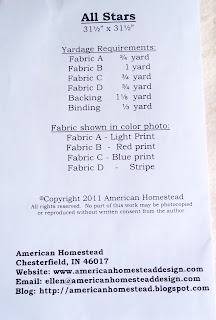 All Stars
31½" x 31½"
Yardage Requirements:
Fabric A ¾ yard
Fabric B 1 yard
Fabric C ¾ yard
Fabric D ¾ yard
Backing 1⅛ yard
Binding ⅓ yard
Fabric shown in color photo:
Fabric A - Light Print
Fabric B - Red print
Fabric C - Blue print
Fabric D - Stripe
©Copyright 2011 American Homestead
All rights reserved. No part of this work may be photocopied
or reproduced without written consent from the author
American Homestead
Chesterfield, IN 46017
Website: www.americanhomesteaddesign.com
Email: ellen@americanhomesteaddesign.com
Blog: http://americanhomestead.blogspot.com